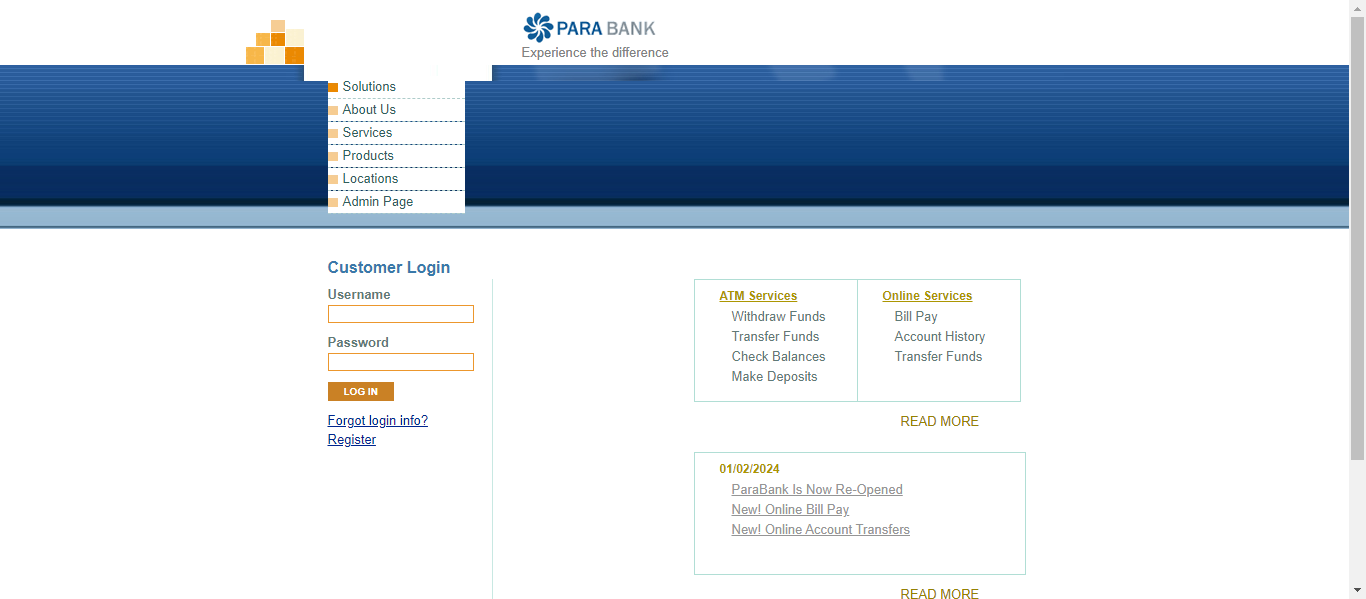 PARA BANK
Experience the difference
Solutions
About Us
Services
Products
Locations
Admin Page
Customer Login
Username
Password
LOG IN
Forgot login info?
Register
ATM Services
Withdraw Funds
Transfer Funds
Check Balances
Make Deposits
Online Services
Bill Pay
Account History
Transfer Funds
READ MORE
01/02/2024
ParaBank Is Now Re-Opened
New! Online Bill Pay
New! Online Account Transfers
READ MORE